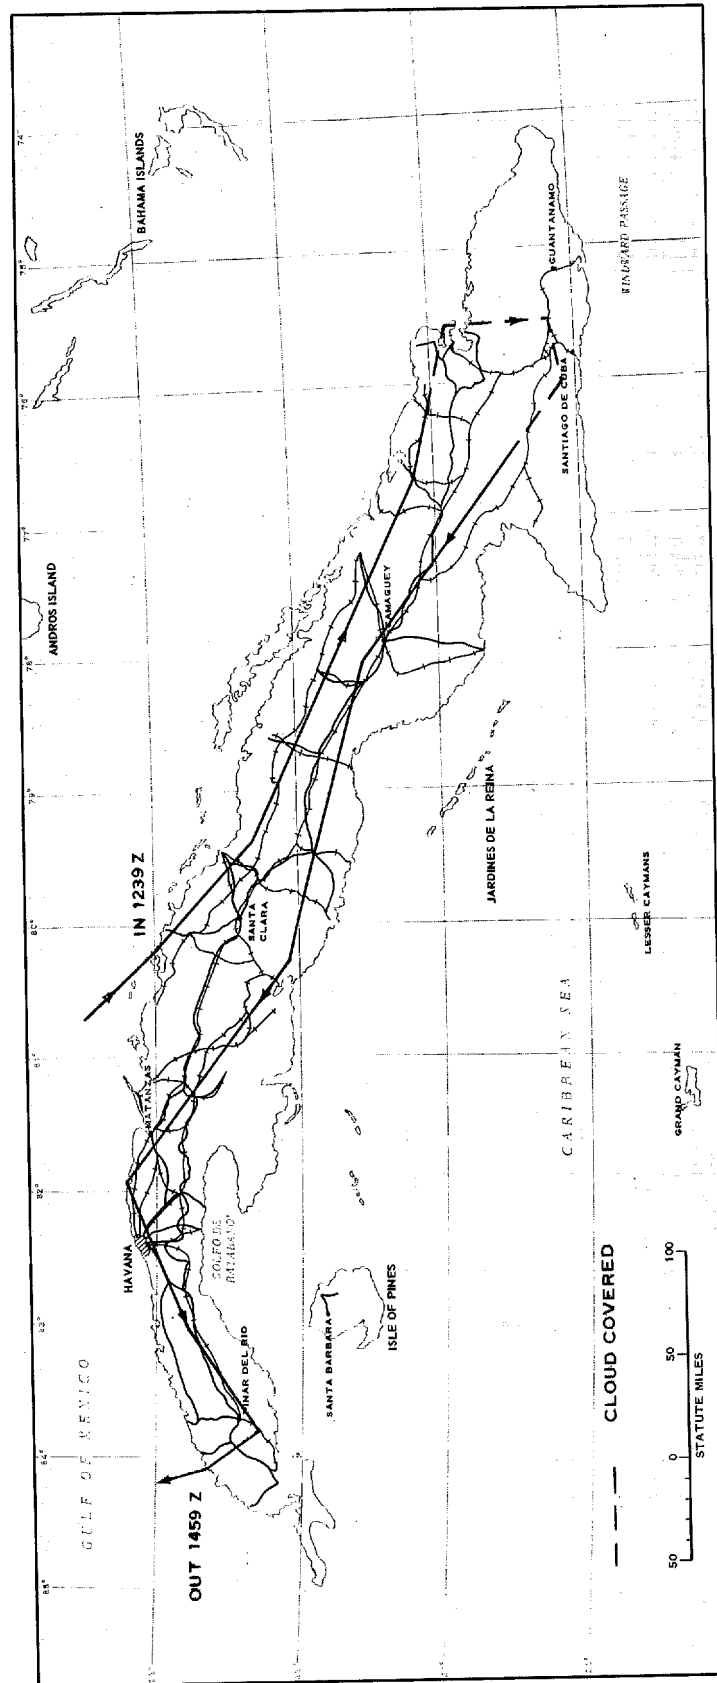 GULF OF MEXICO
HAVANA
MATANZAS
IN 1239Z
ANDROS ISLAND
BAHAMA ISLANDS
OUT 1459 Z
PINAR DEL RIO
GOLFO DE
BATABANO
SANTA
CLARA
CAMAGUEY
SANTIAGO DE CUBA
GUANTANAMO
WINDWARD PASSAGE
SANTA BARBARA
ISLE OF PINES
JARDINES DE LA REINA
CARIBBEAN SEA
LESSER CAYMANS
GRAND CAYMAN
CLOUD COVERED
50 0 50 100
STATUTE MILES
85°
84°
83°
82°
81°
80°
79°
78°
77°
76°
75°
74°